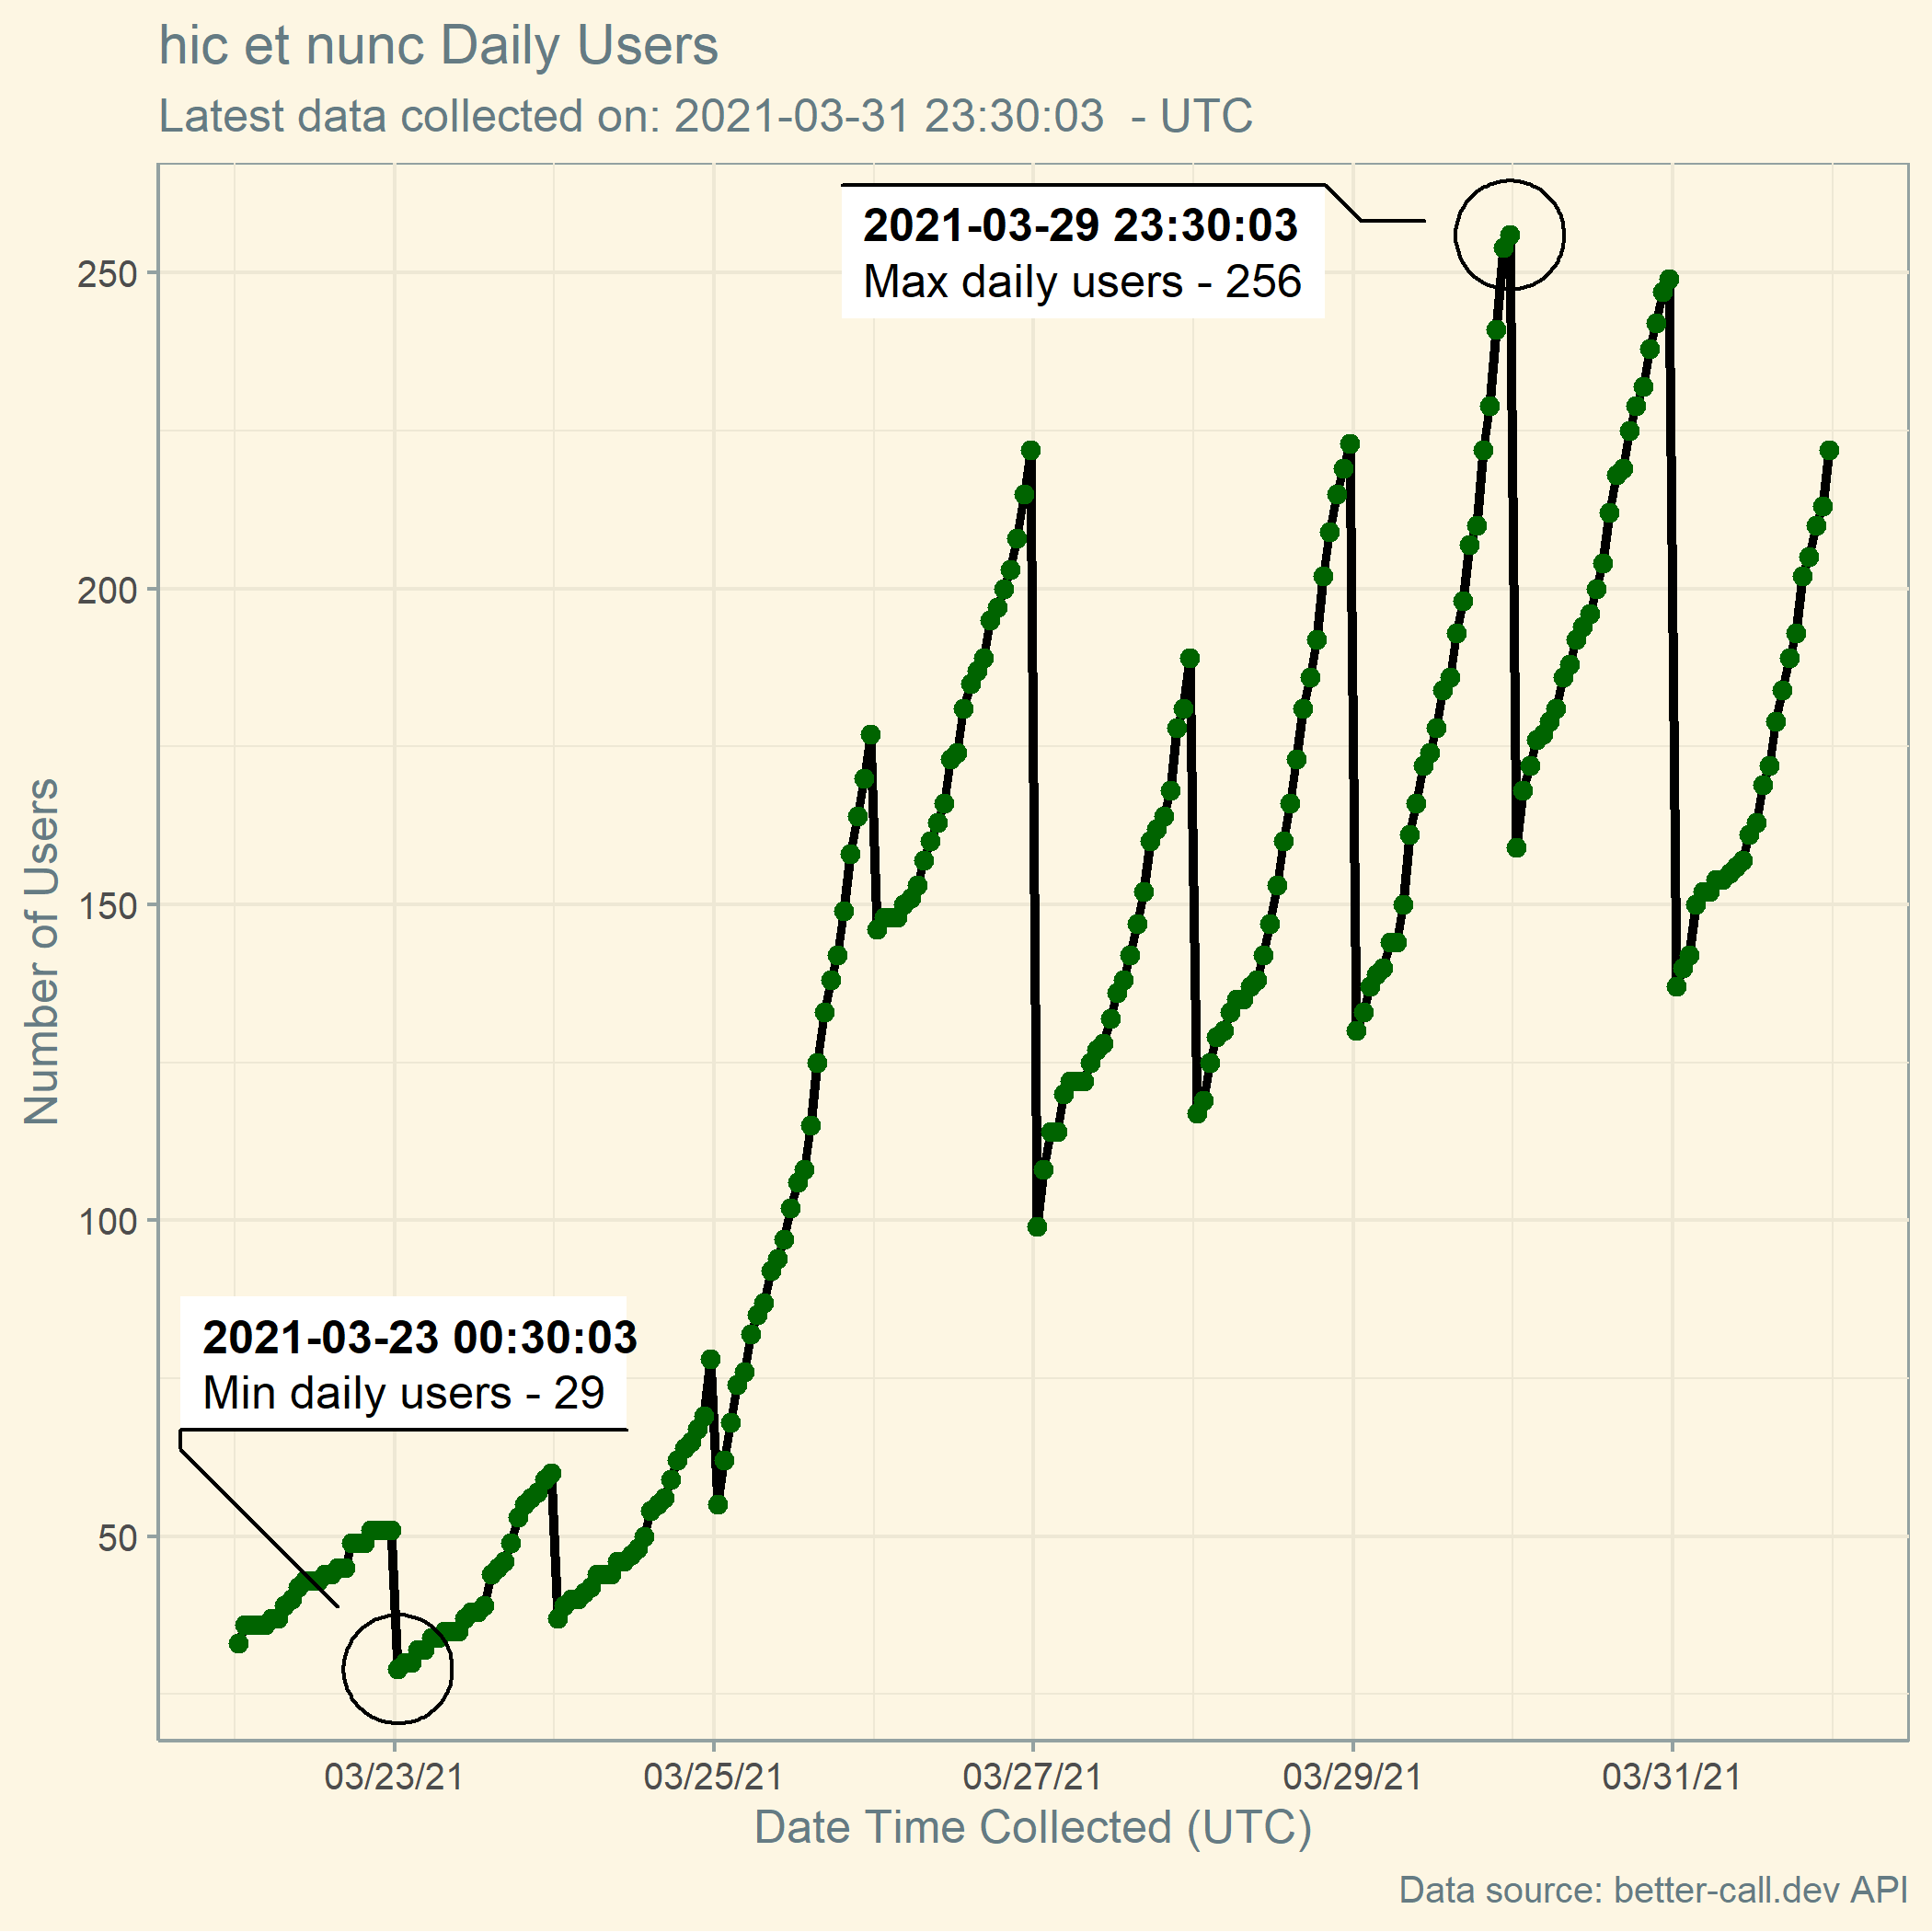 hic et nunc Daily Users
Latest data collected on: 2021-03-31 23:30:03  - UTC
2021-03-29 23:30:03
Max daily users - 256
250
200
150
100
50
Number of Users
2021-03-23 00:30:03
Min daily users - 29
03/23/21
03/25/21
03/27/21
03/29/21
03/31/21
Date Time Collected (UTC)
Data source: better-call.dev API